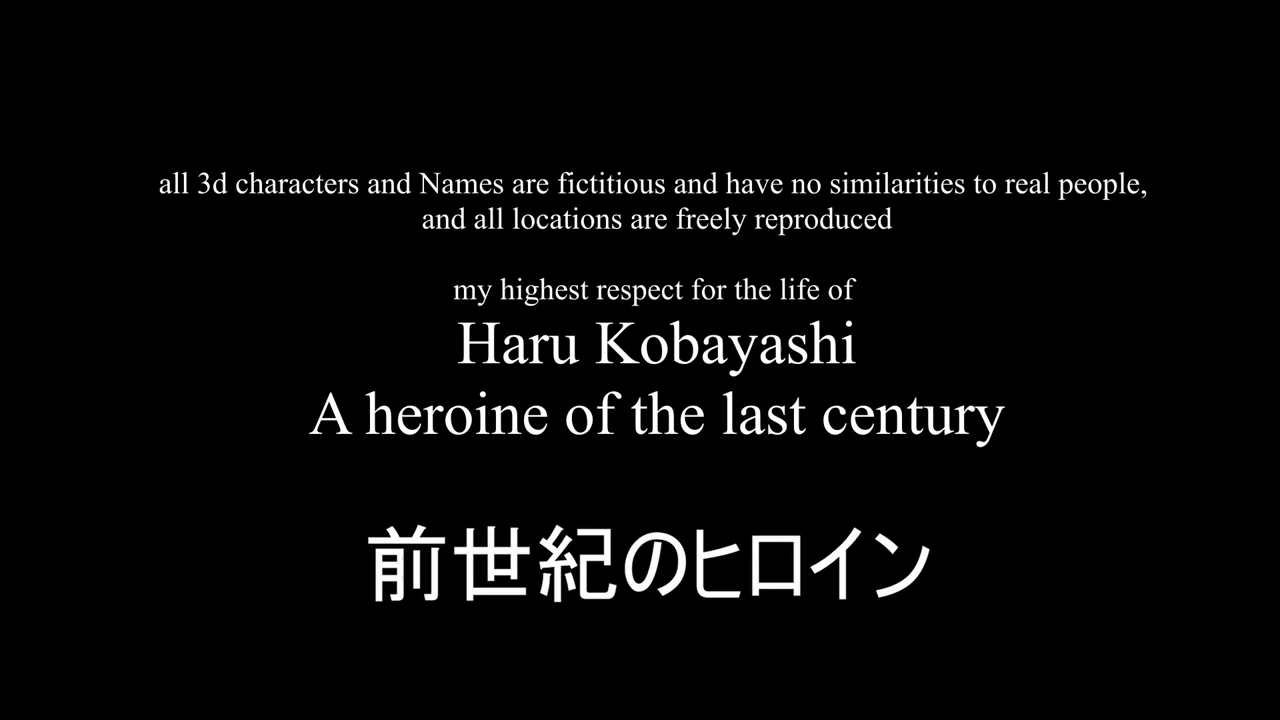 all 3d characters and Names are fictitious and have no similarities to real people,
and all locations are freely reproduced
my highest respect for the life of
Haru Kobayashi
A heroine of the last century
前世紀のヒロイン